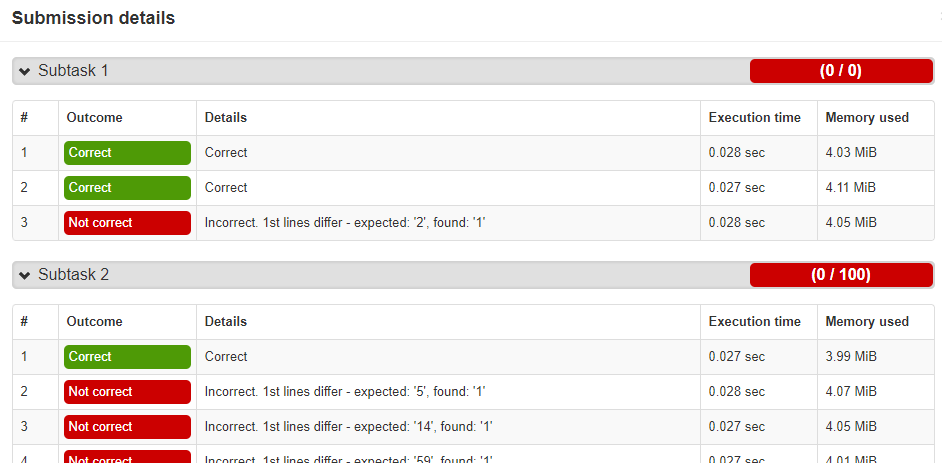 Submission details
Subtask 1 (0 / 0)
# Outcome Details Execution time Memory used
1 Correct Correct 0.028 sec 4.03 MiB
2 Correct Correct 0.027 sec 4.11 MiB
3 Not correct Incorrect. 1st lines differ - expected: '2', found: '1' 0.028 sec 4.05 MiB
Subtask 2 (0 / 100)
# Outcome Details Execution time Memory used
1 Correct Correct 0.027 sec 3.99 MiB
2 Not correct Incorrect. 1st lines differ - expected: '5', found: '1' 0.028 sec 4.07 MiB
3 Not correct Incorrect. 1st lines differ - expected: '14', found: '1' 0.027 sec 4.05 MiB
4 Not correct Incorrect. 1st lines differ - expected: '59', found: '1' 0.027 sec 4.01 MiB